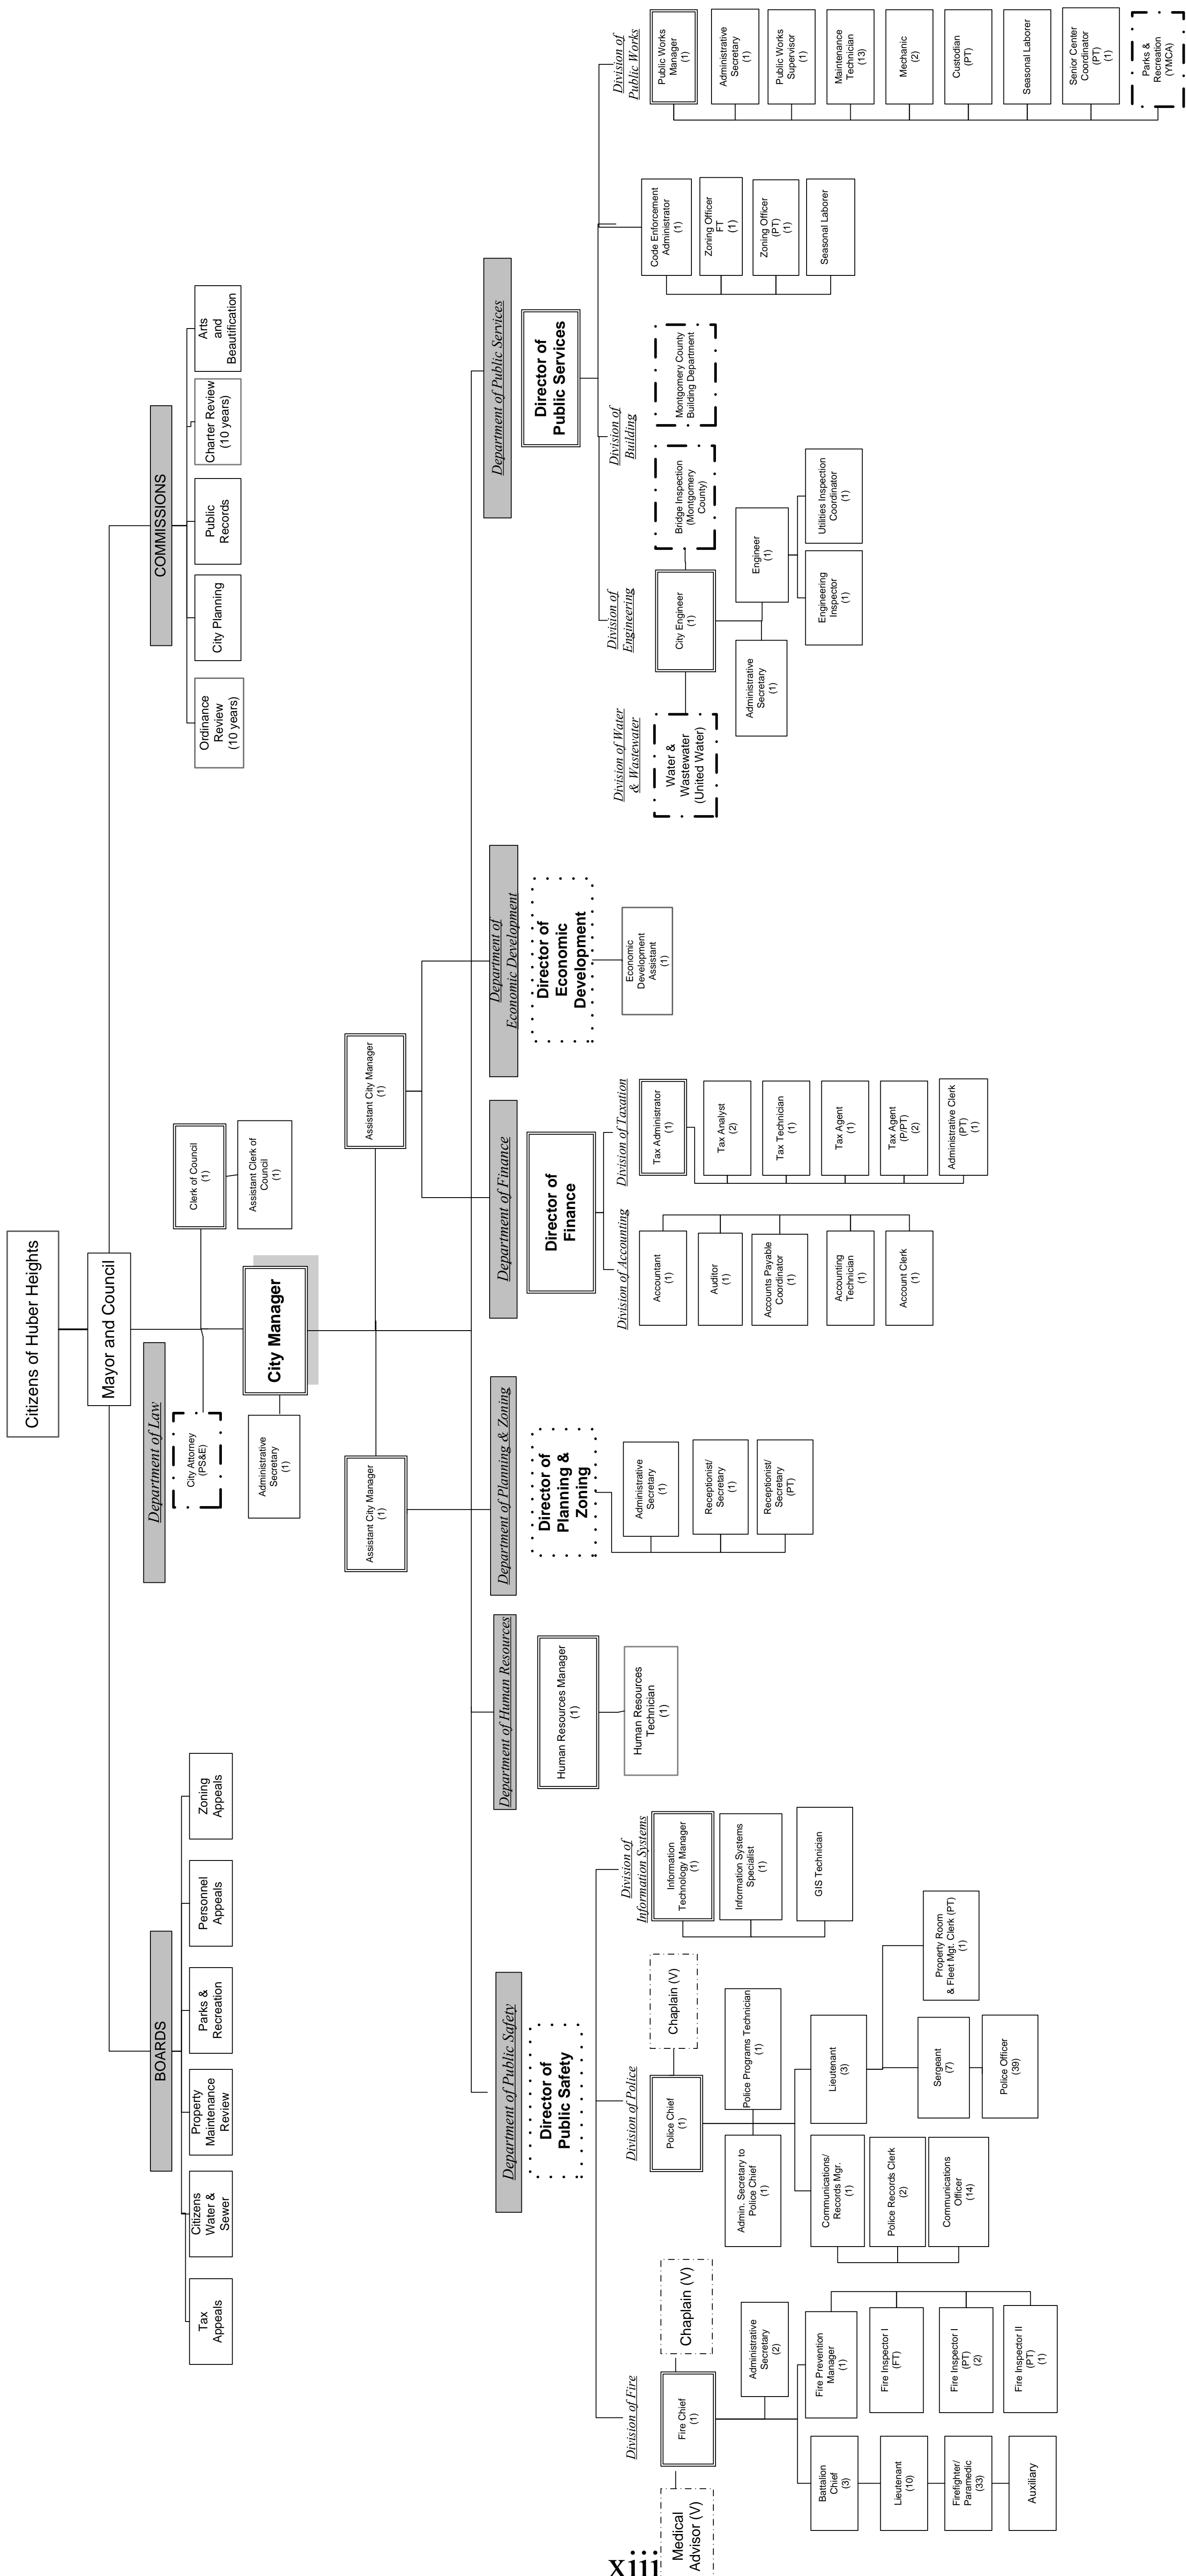 Citizens of Huber Heights
Mayor and Council
BOARDS
Tax
Appeals
Citizens
Water &
Sewer
Property
Maintenance
Review
Parks &
Recreation
Personnel
Appeals
Zoning
Appeals
COMMISSIONS
Ordinance
Review
(10 years)
City Planning
Public
Records
Charter Review
(10 years)
Arts
and
Beautification
Department of Law
City Attorney
(PS&E)
Clerk of Council
(1)
Assistant Clerk of
Council
(1)
City Manager
Administrative
Secretary
(1)
Assistant City Manager
(1)
Assistant City Manager
(1)
Department of Public Safety
Director of
Public Safety
Division of Fire
Medical
Advisor (V)
Fire Chief
(1)
Chaplain (V)
Administrative
Secretary
(2)
Battalion
Chief
(3)
Lieutenant
(10)
Firefighter/
Paramedic
(33)
Auxiliary
Fire Prevention
Manager
(1)
Fire Inspector I
(FT)
Fire Inspector I
(PT)
(2)
Fire Inspector II
(PT)
(1)
Division of Police
Police Chief
(1)
Chaplain (V)
Admin. Secretary to
Police Chief
(1)
Police Programs Technician
(1)
Communications/
Records Mgr.
(1)
Police Records Clerk
(2)
Communications
Officer
(14)
Lieutenant
(3)
Sergeant
(7)
Police Officer
(39)
Property Room
& Fleet Mgt. Clerk (PT)
(1)
Division of
Information Systems
Information
Technology Manager
(1)
Information Systems
Specialist
(1)
GIS Technician
Department of Human Resources
Human Resources Manager
(1)
Human Resources
Technician
(1)
Department of Planning & Zoning
Director of
Planning &
Zoning
Administrative
Secretary
(1)
Receptionist/
Secretary
(1)
Receptionist/
Secretary
(PT)
Department of Finance
Director of
Finance
Division of Accounting
Accountant
(1)
Auditor
(1)
Accounts Payable
Coordinator
(1)
Accounting
Technician
(1)
Account Clerk
(1)
Division of Taxation
Tax Administrator
(1)
Tax Analyst
(2)
Tax Technician
(1)
Tax Agent
(1)
Tax Agent
(P/PT)
(2)
Administrative Clerk
(PT)
(1)
Department of
Economic Development
Director of
Economic
Development
Economic
Development
Assistant
(1)
Department of Public Services
Director of
Public Services
Division of Water
& Wastewater
Water &
Wastewater
(United Water)
Division of
Engineering
City Engineer
(1)
Bridge Inspection
(Montgomery
County)
Administrative
Secretary
(1)
Engineer
(1)
Engineering
Inspector
(1)
Utilities Inspection
Coordinator
(1)
Division of
Building
Montgomery County
Building Department
Code Enforcement
Administrator
(1)
Zoning Officer
FT
(1)
Zoning Officer
(PT)
(1)
Seasonal Laborer
Division of
Public Works
Public Works
Manager
(1)
Administrative
Secretary
(1)
Public Works
Supervisor
(1)
Maintenance
Technician
(13)
Mechanic
(2)
Custodian
(PT)
Seasonal Laborer
Senior Center
Coordinator
(PT)
(1)
Parks &
Recreation
(YMCA)
xiii